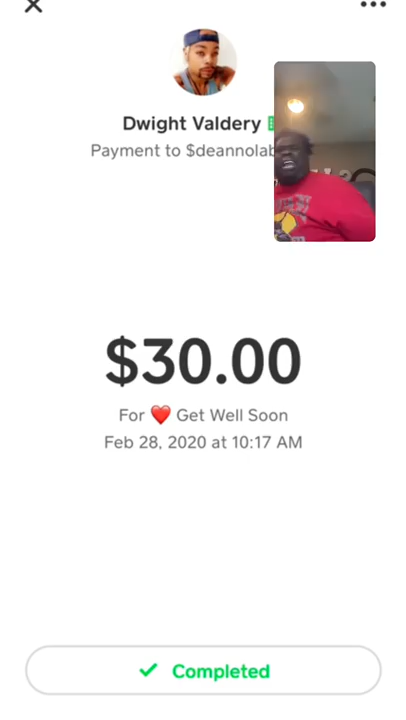 Dwight Valdery
Payment to $deannolab
$30.00
For ❤️ Get Well Soon
Feb 28, 2020 at 10:17 AM
Completed